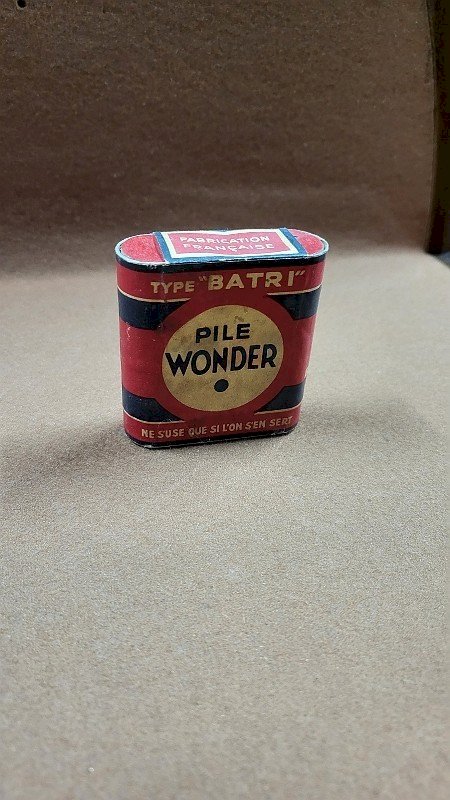 FABRICATION
FRANÇAISE
TYPE "BATRI"
PILE
WONDER
NE S'USE QUE SI L'ON S'EN SERT